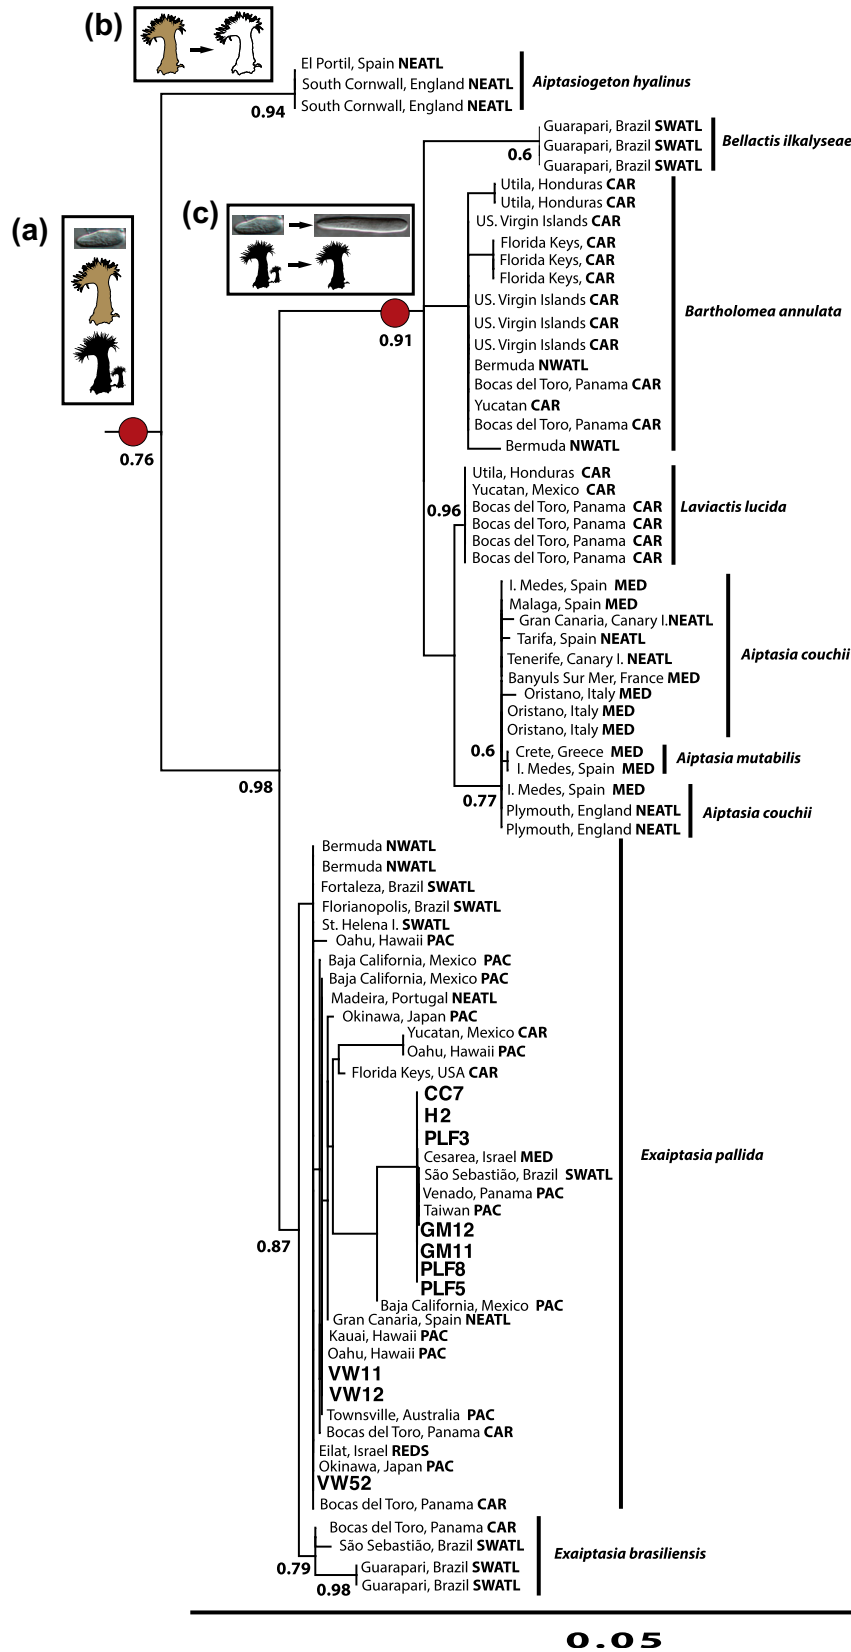 (b)
El Portil, Spain NEATL
South Cornwall, England NEATL
South Cornwall, England NEATL
Aiptasiogeton hyalinus
0.94
Guarapari, Brazil SWATL
Guarapari, Brazil SWATL
Guarapari, Brazil SWATL
Bellactis ilkalyseae
0.6
(a)
(c)
Utila, Honduras CAR
Utila, Honduras CAR
US. Virgin Islands CAR
Florida Keys, CAR
Florida Keys, CAR
Florida Keys, CAR
US. Virgin Islands CAR
US. Virgin Islands CAR
US. Virgin Islands CAR
Bermuda NWATL
Bocas del Toro, Panama CAR
Yucatan CAR
Bocas del Toro, Panama CAR
Bermuda NWATL
Bartholomea annulata
0.91
0.76
Utila, Honduras CAR
Yucatan, Mexico CAR
Bocas del Toro, Panama CAR
Bocas del Toro, Panama CAR
Bocas del Toro, Panama CAR
Bocas del Toro, Panama CAR
Laviactis lucida
0.96
I. Medes, Spain MED
Malaga, Spain MED
Gran Canaria, Canary I.NEATL
Tarifa, Spain NEATL
Tenerife, Canary I. NEATL
Banyuls Sur Mer, France MED
Oristano, Italy MED
Oristano, Italy MED
Oristano, Italy MED
Aiptasia couchii
0.6
Crete, Greece MED
I. Medes, Spain MED
Aiptasia mutabilis
0.77
I. Medes, Spain MED
Plymouth, England NEATL
Plymouth, England NEATL
Aiptasia couchii
0.98
Bermuda NWATL
Bermuda NWATL
Fortaleza, Brazil SWATL
Florianopolis, Brazil SWATL
St. Helena I. SWATL
Oahu, Hawaii PAC
Baja California, Mexico PAC
Baja California, Mexico PAC
Madeira, Portugal NEATL
Okinawa, Japan PAC
Yucatan, Mexico CAR
Oahu, Hawaii PAC
Florida Keys, USA CAR
CC7
H2
PLF3
Cesarea, Israel MED
São Sebastião, Brazil SWATL
Venado, Panama PAC
Taiwan PAC
GM12
GM11
PLF8
PLF5
Baja California, Mexico PAC
Gran Canaria, Spain NEATL
Kauai, Hawaii PAC
Oahu, Hawaii PAC
VW11
VW12
Townsville, Australia PAC
Bocas del Toro, Panama CAR
Eilat, Israel REDS
Okinawa, Japan PAC
VW52
Bocas del Toro, Panama CAR
Exaiptasia pallida
0.87
Bocas del Toro, Panama CAR
São Sebastião, Brazil SWATL
Guarapari, Brazil SWATL
Guarapari, Brazil SWATL
Exaiptasia brasiliensis
0.79
0.98
0.05